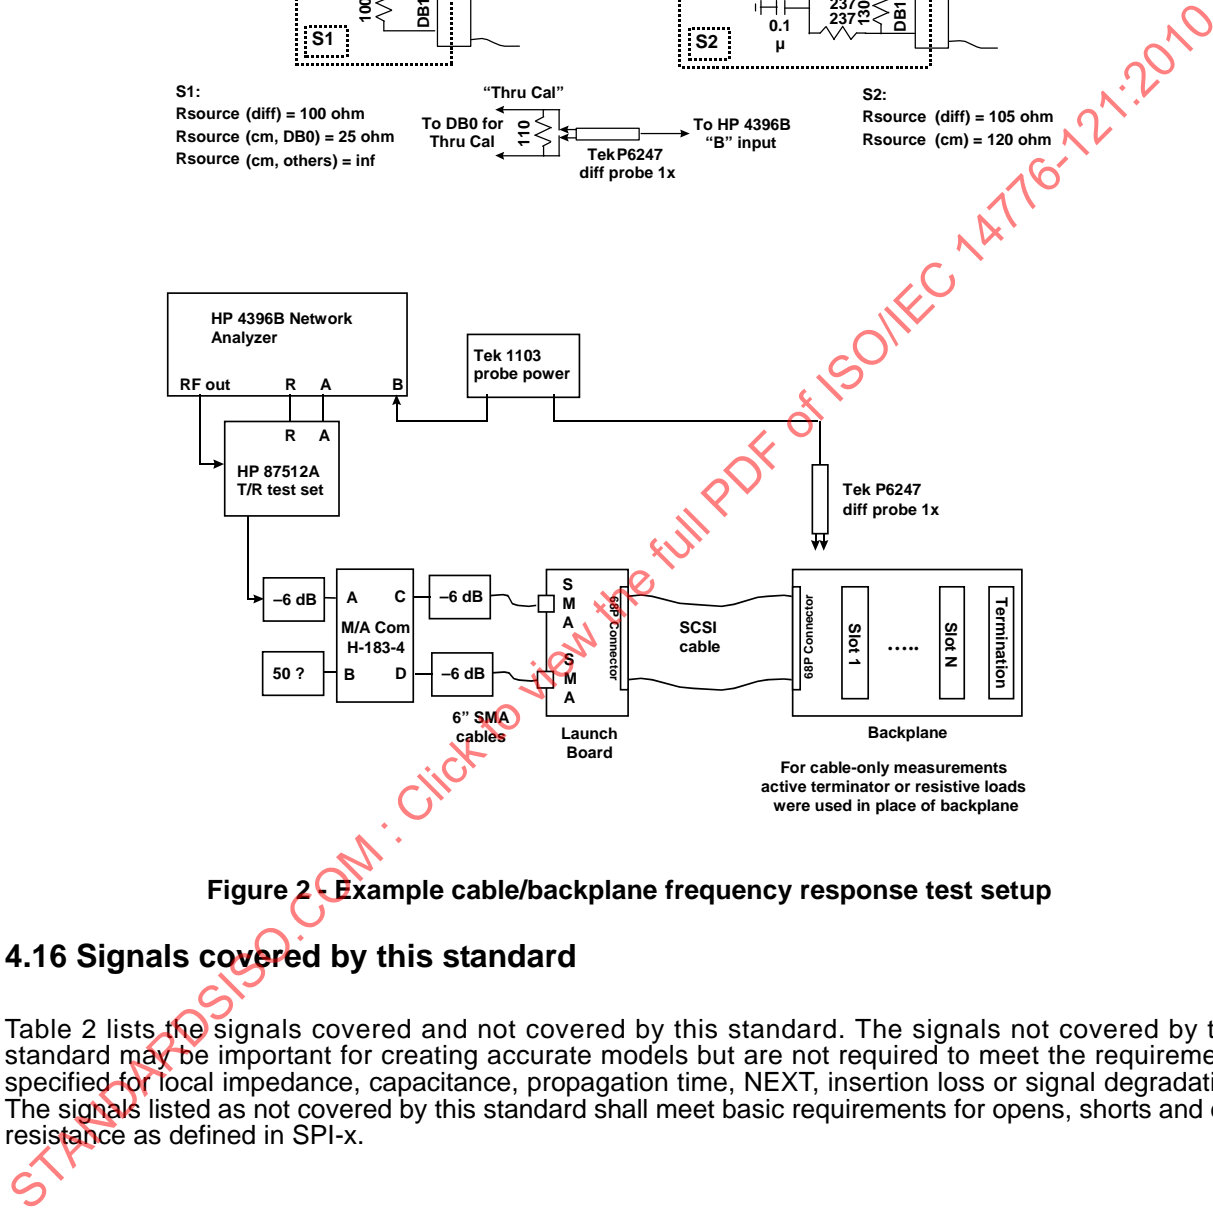 100
DB1
S1
0.1
µ
237
237
130
DB1
S2
S1:
Rsource (diff) = 100 ohm
Rsource (cm, DB0) = 25 ohm
Rsource (cm, others) = inf
“Thru Cal”
To DB0 for
Thru Cal
110
Tek P6247
diff probe 1x
To HP 4396B
“B” input
S2:
Rsource (diff) = 105 ohm
Rsource (cm) = 120 ohm
HP 4396B Network
Analyzer
RF out R A B
Tek 1103
probe power
R A
HP 87512A
T/R test set
Tek P6247
diff probe 1x
–6 dB
A C
M/A Com
H-183-4
B D
50 ?
–6 dB
–6 dB
6” SMA
cables
S
M
A
S
M
A
68P Connector
Launch
Board
SCSI
cable
68P Connector
Slot 1
.....
Slot N
Termination
Backplane
For cable-only measurements
active terminator or resistive loads
were used in place of backplane
Figure 2 - Example cable/backplane frequency response test setup
4.16 Signals covered by this standard
Table 2 lists the signals covered and not covered by this standard. The signals not covered by t
standard may be important for creating accurate models but are not required to meet the requireme
specified for local impedance, capacitance, propagation time, NEXT, insertion loss or signal degradati
The signals listed as not covered by this standard shall meet basic requirements for opens, shorts and
resistance as defined in SPI-x.
STANDARDSISO.COM : Click to view the full PDF of ISO/IEC 14776-121:2010